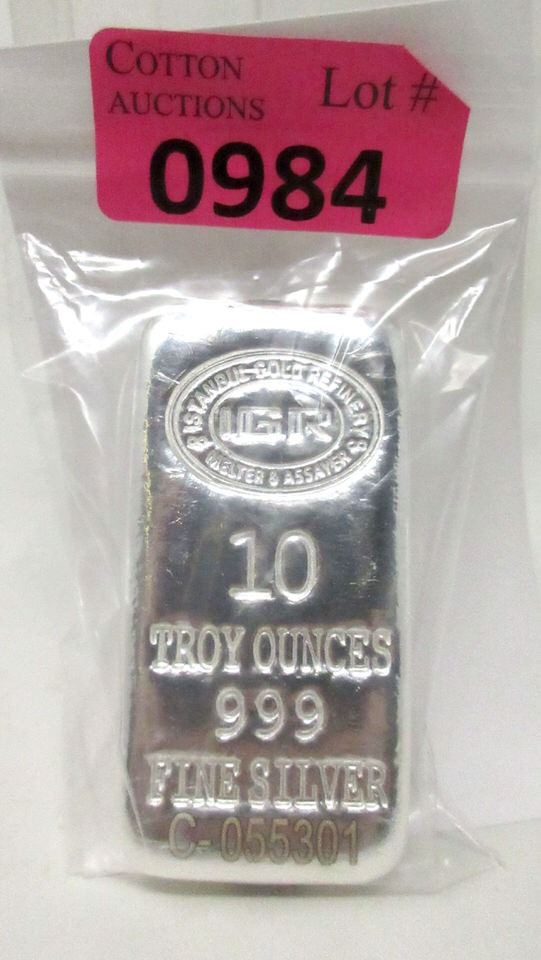 COTTON
AUCTIONS
Lot #
0984
ISTANBUL GOLD REFINERY
IGR
MELTER & ASSAYER
10
TROY OUNCES
999
FINE SILVER
C-055301